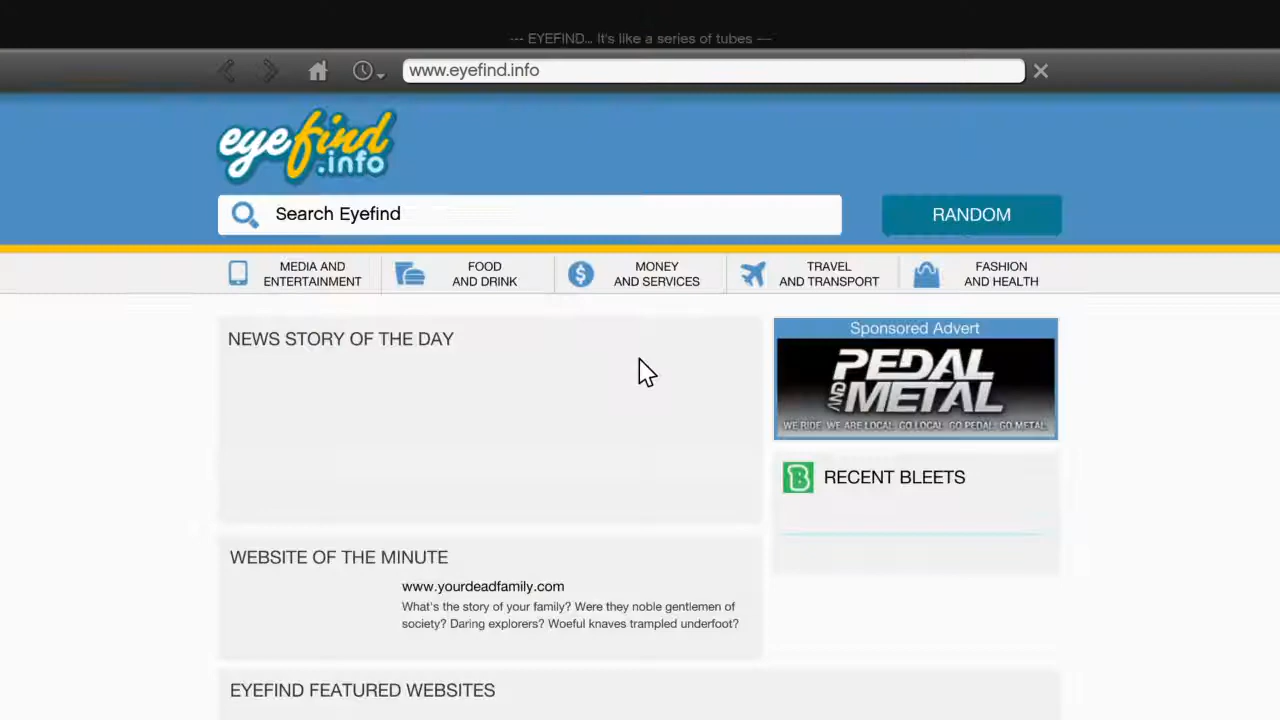 --- EYEFIND... It's like a series of tubes ---
www.eyefind.info
eyefind
.info
Search Eyefind
RANDOM
MEDIA AND
ENTERTAINMENT
FOOD
AND DRINK
MONEY
AND SERVICES
TRAVEL
AND TRANSPORT
FASHION
AND HEALTH
NEWS STORY OF THE DAY
Sponsored Advert
PEDAL
AND METAL
WE RIDE. WE ARE LOCAL. GO LOCAL. GO PEDAL. GO METAL.
B RECENT BLEETS
WEBSITE OF THE MINUTE
www.yourdeadfamily.com
What's the story of your family? Were they noble gentlemen of
society? Daring explorers? Woeful knaves trampled underfoot?
EYEFIND FEATURED WEBSITES